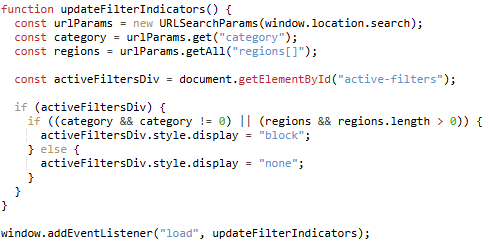 function updateFilterIndicators() {
  const urlParams = new URLSearchParams(window.location.search);
  const category = urlParams.get("category");
  const regions = urlParams.getAll("regions[]");

  const activeFiltersDiv = document.getElementById("active-filters");

  if (activeFiltersDiv) {
    if ((category && category != 0) || (regions && regions.length > 0)) {
      activeFiltersDiv.style.display = "block";
    } else {
      activeFiltersDiv.style.display = "none";
    }
  }
}

window.addEventListener("load", updateFilterIndicators);